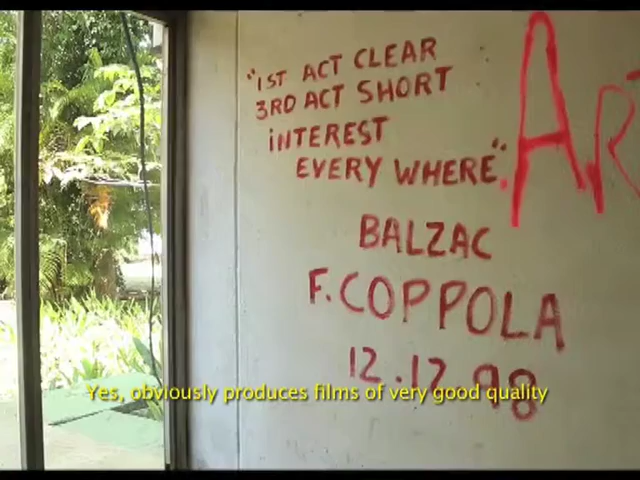 "1ST ACT CLEAR
3RD ACT SHORT
iNTEREST
EVERY WHERE".
BALZAC
F. COPPOLA
12.12.98
AR
Yes, obviously produces films of very good quality